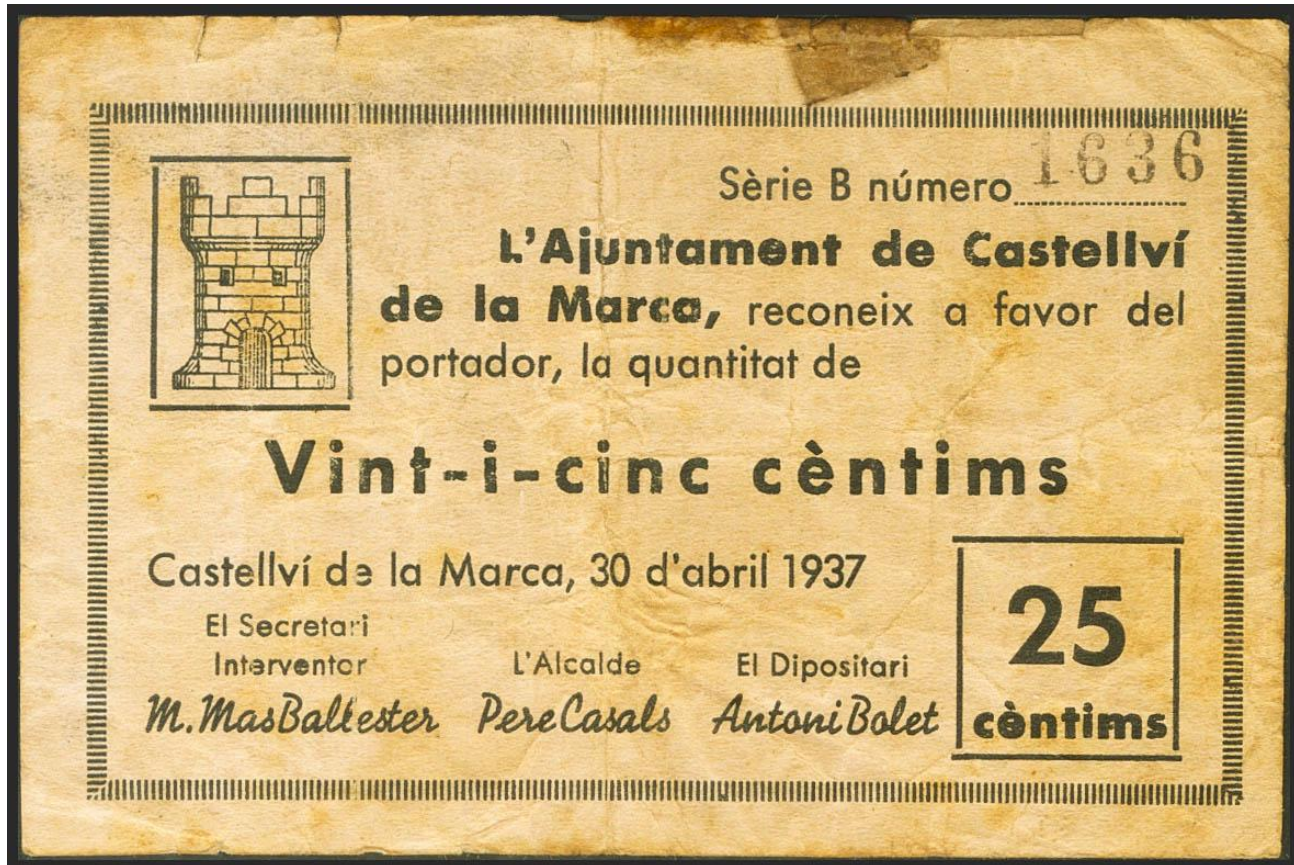 Sèrie B número 1636
L'Ajuntament de Castellví
de la Marca, reconeix a favor del
portador, la quantitat de
Vint-i-cinc cèntims
Castellví de la Marca, 30 d'abril 1937
El Secretari
Interventor
M. Mas Ballester
L'Alcalde
Pere Casals
El Dipositari
Antoni Bolet
25
cèntims